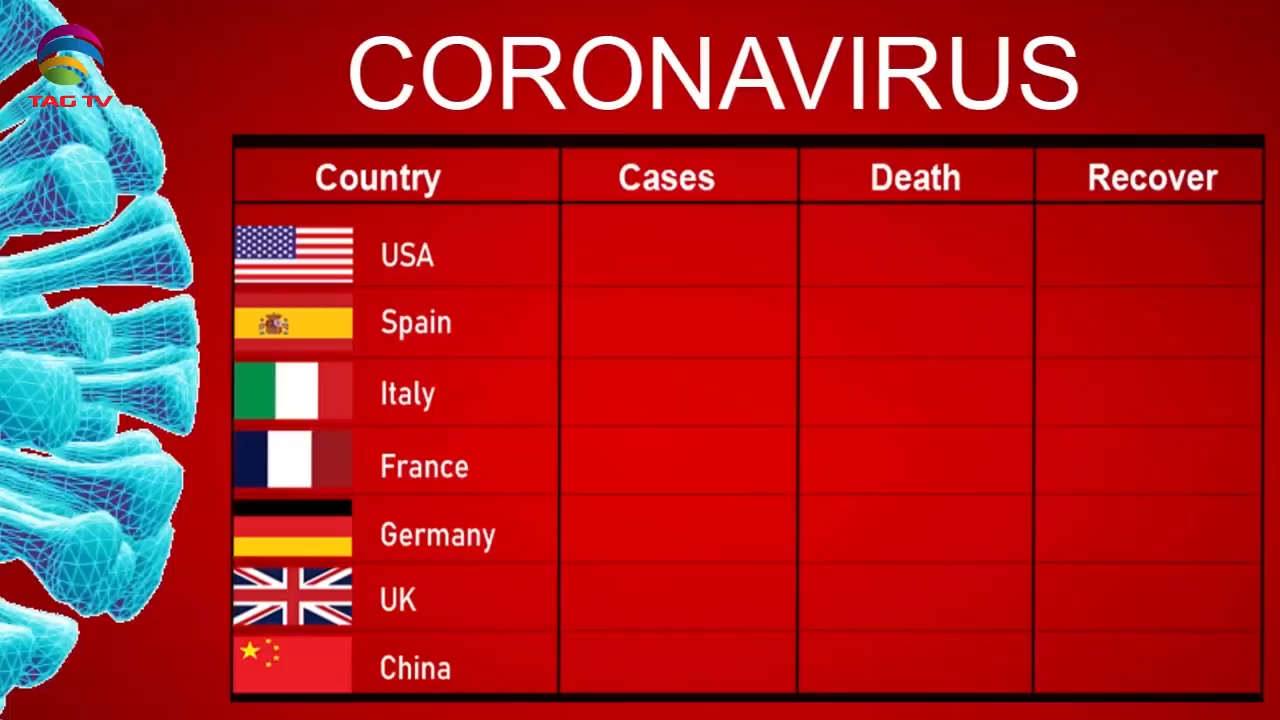 TAG TV
CORONAVIRUS
Country Cases Death Recover
USA
Spain
Italy
France
Germany
UK
China